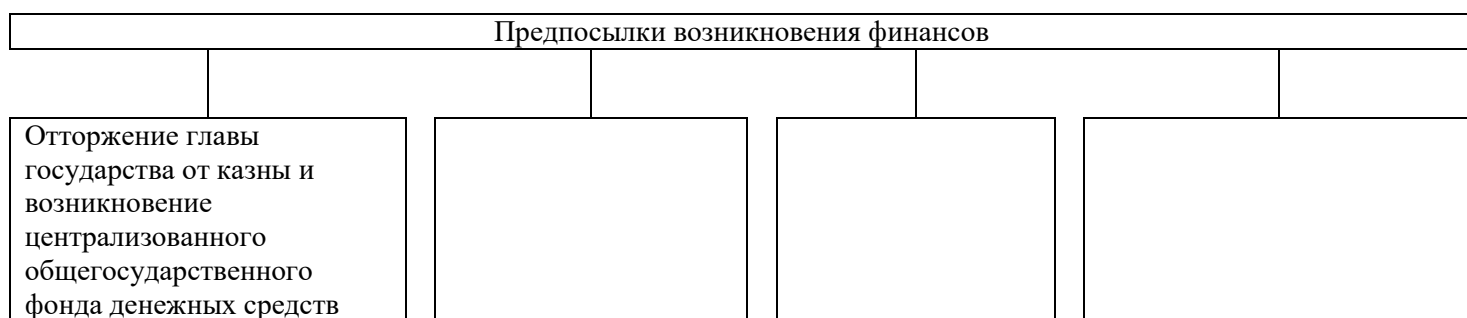 Предпосылки возникновения финансов
Отторжение главы
государства от казны и
возникновение
централизованного
общегосударственного
фонда денежных средств